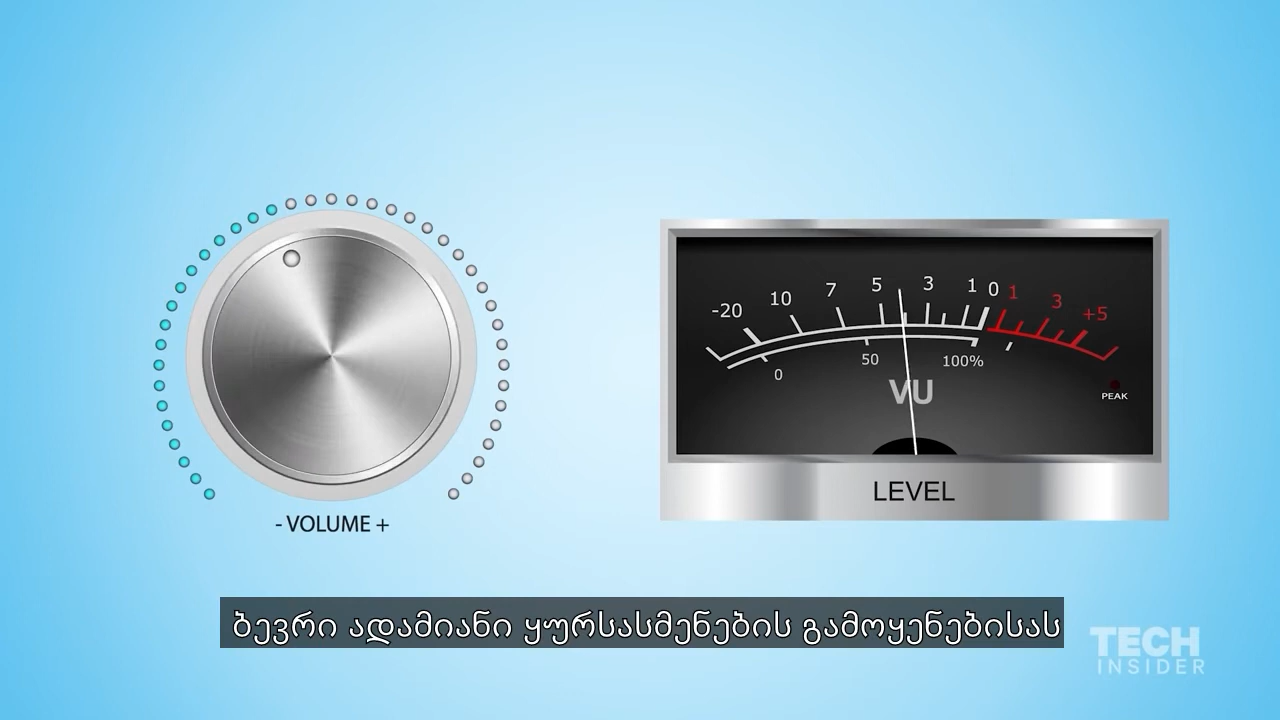 -20 10 7 5 3 1 0 1 3 +5
0 50 100%
VU
PEAK
LEVEL
- VOLUME +
ბევრი ადამიანი ყურსასმენების გამოყენებისას
TECH
INSIDER